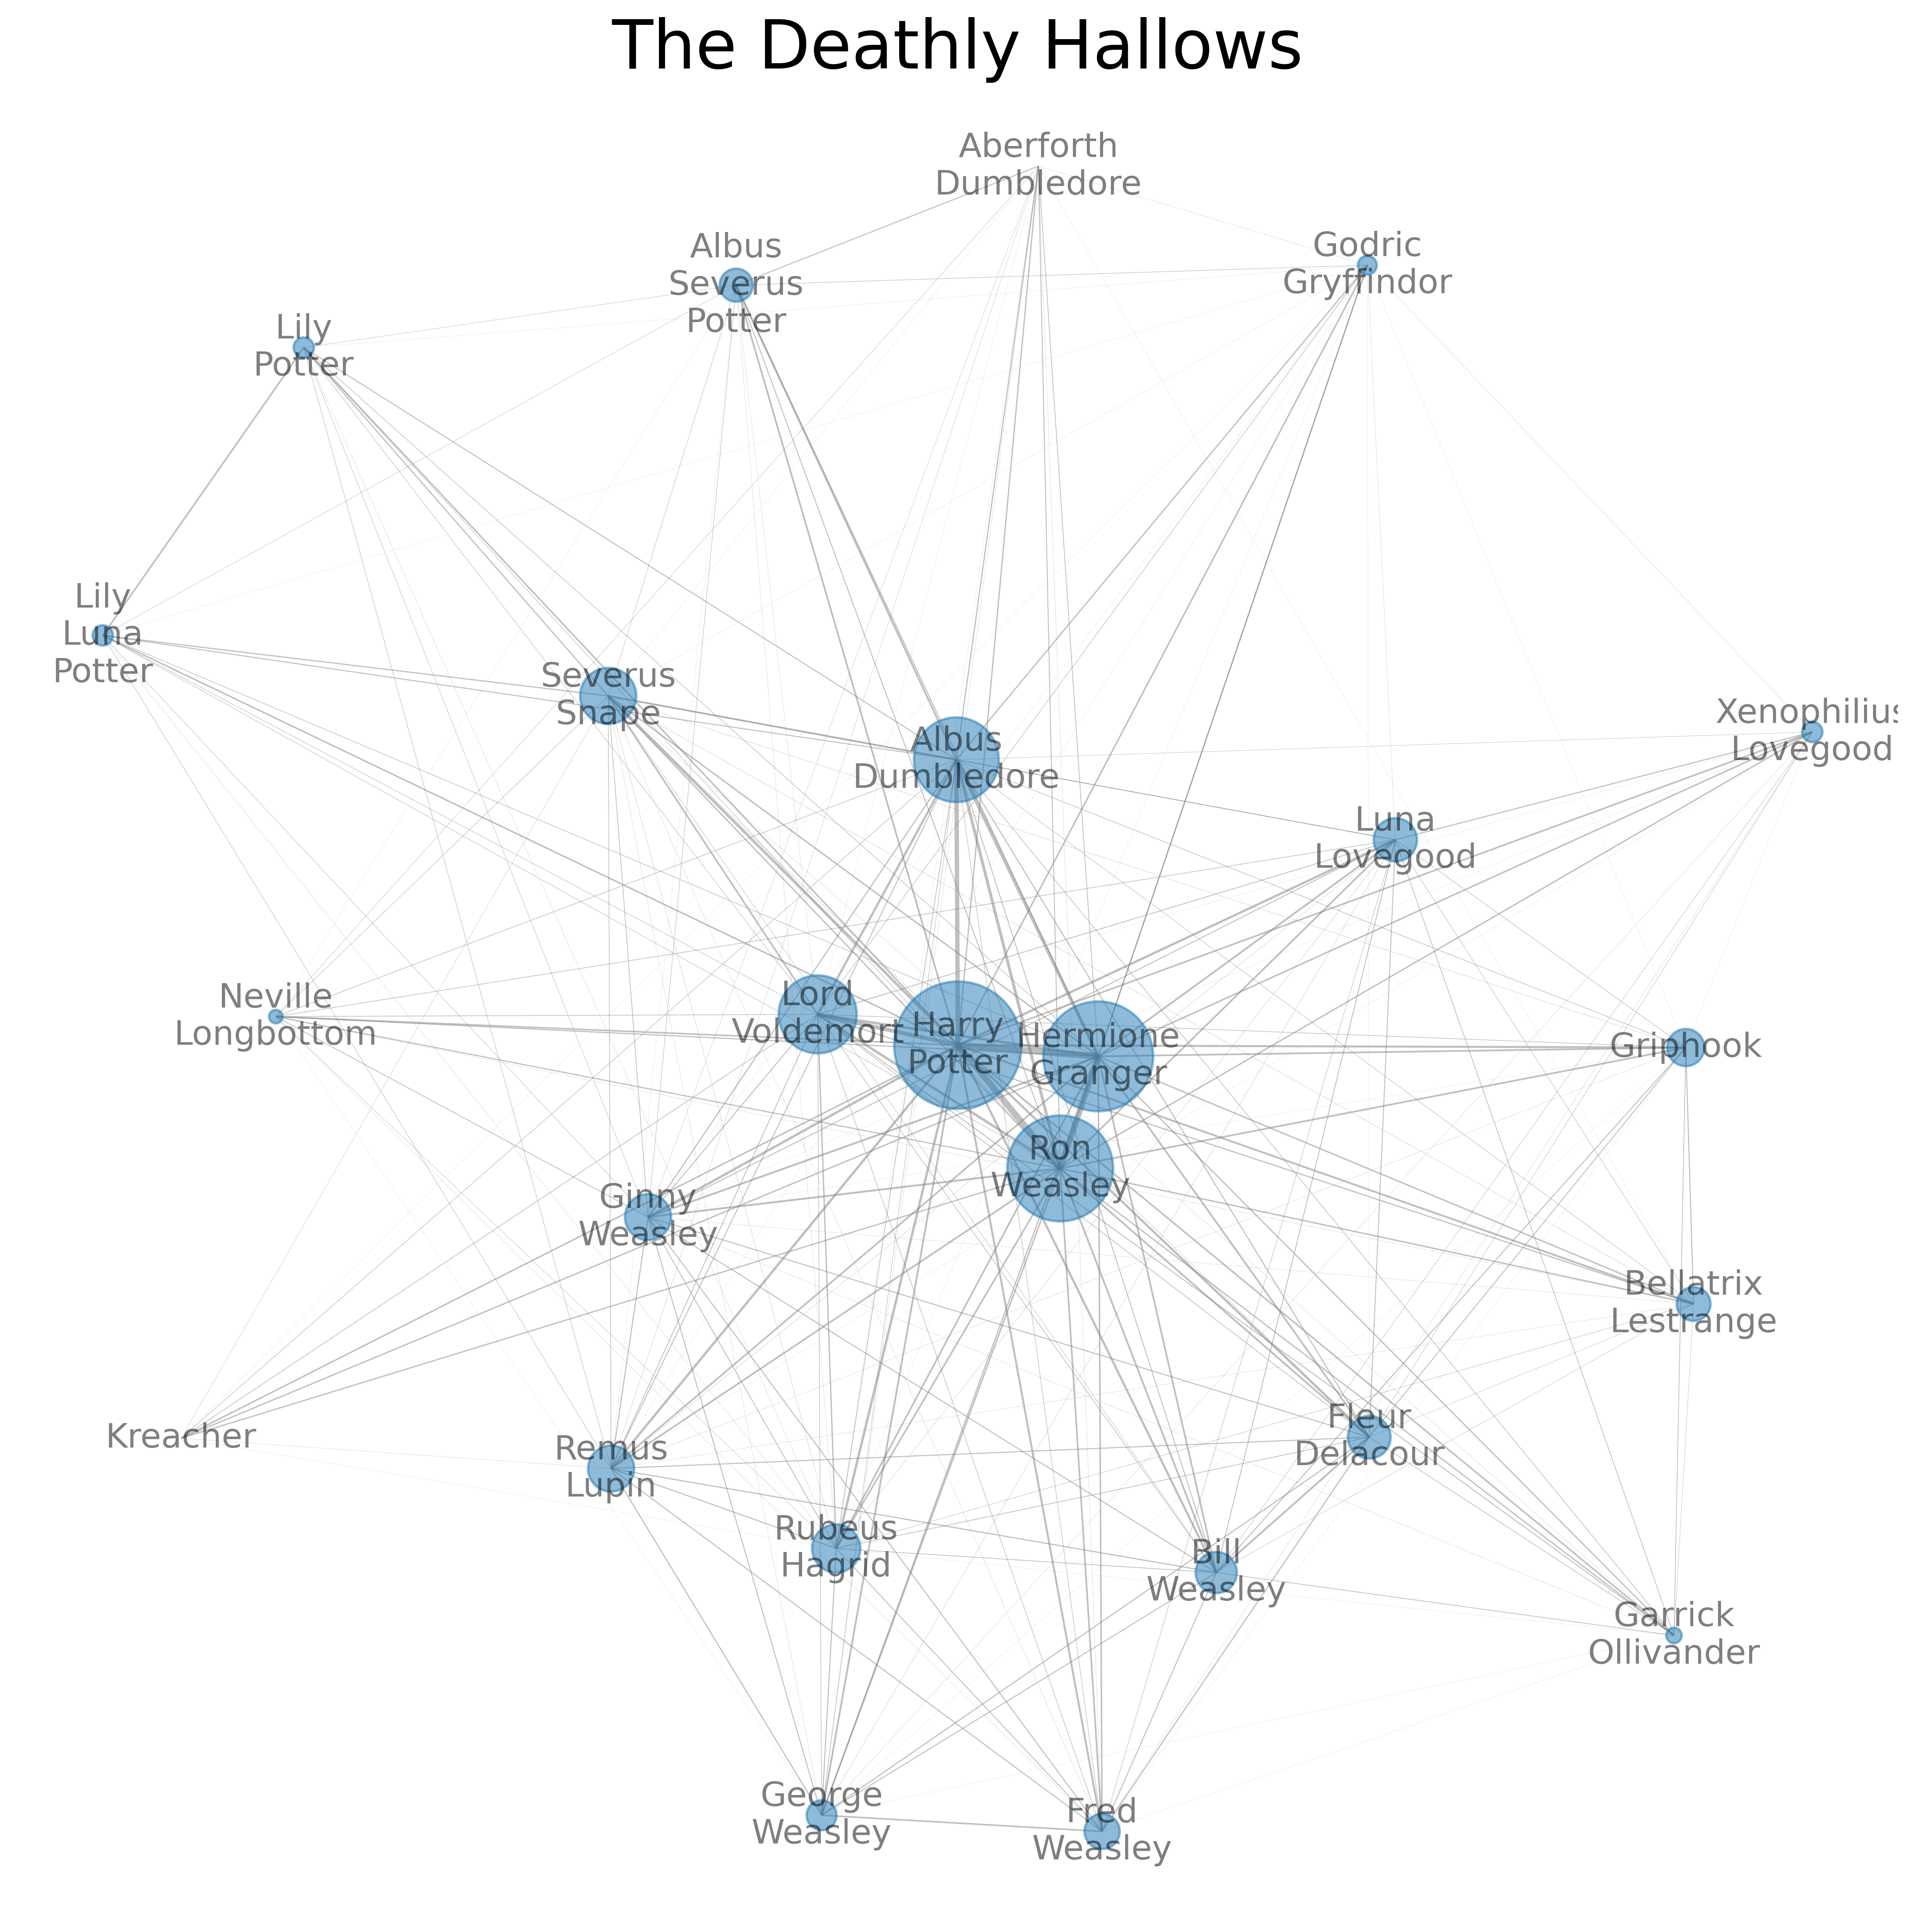 The Deathly Hallows
Aberforth
Dumbledore
Albus
Severus
Potter
Godric
Gryffindor
Lily
Potter
Lily
Luna
Potter
Severus
Snape
Albus
Dumbledore
Xenophilius
Lovegood
Luna
Lovegood
Neville
Longbottom
Lord
Voldemort
Harry
Potter
Hermione
Granger
Griphook
Ron
Weasley
Ginny
Weasley
Bellatrix
Lestrange
Kreacher
Remus
Lupin
Fleur
Delacour
Rubeus
Hagrid
Bill
Weasley
Garrick
Ollivander
George
Weasley
Fred
Weasley